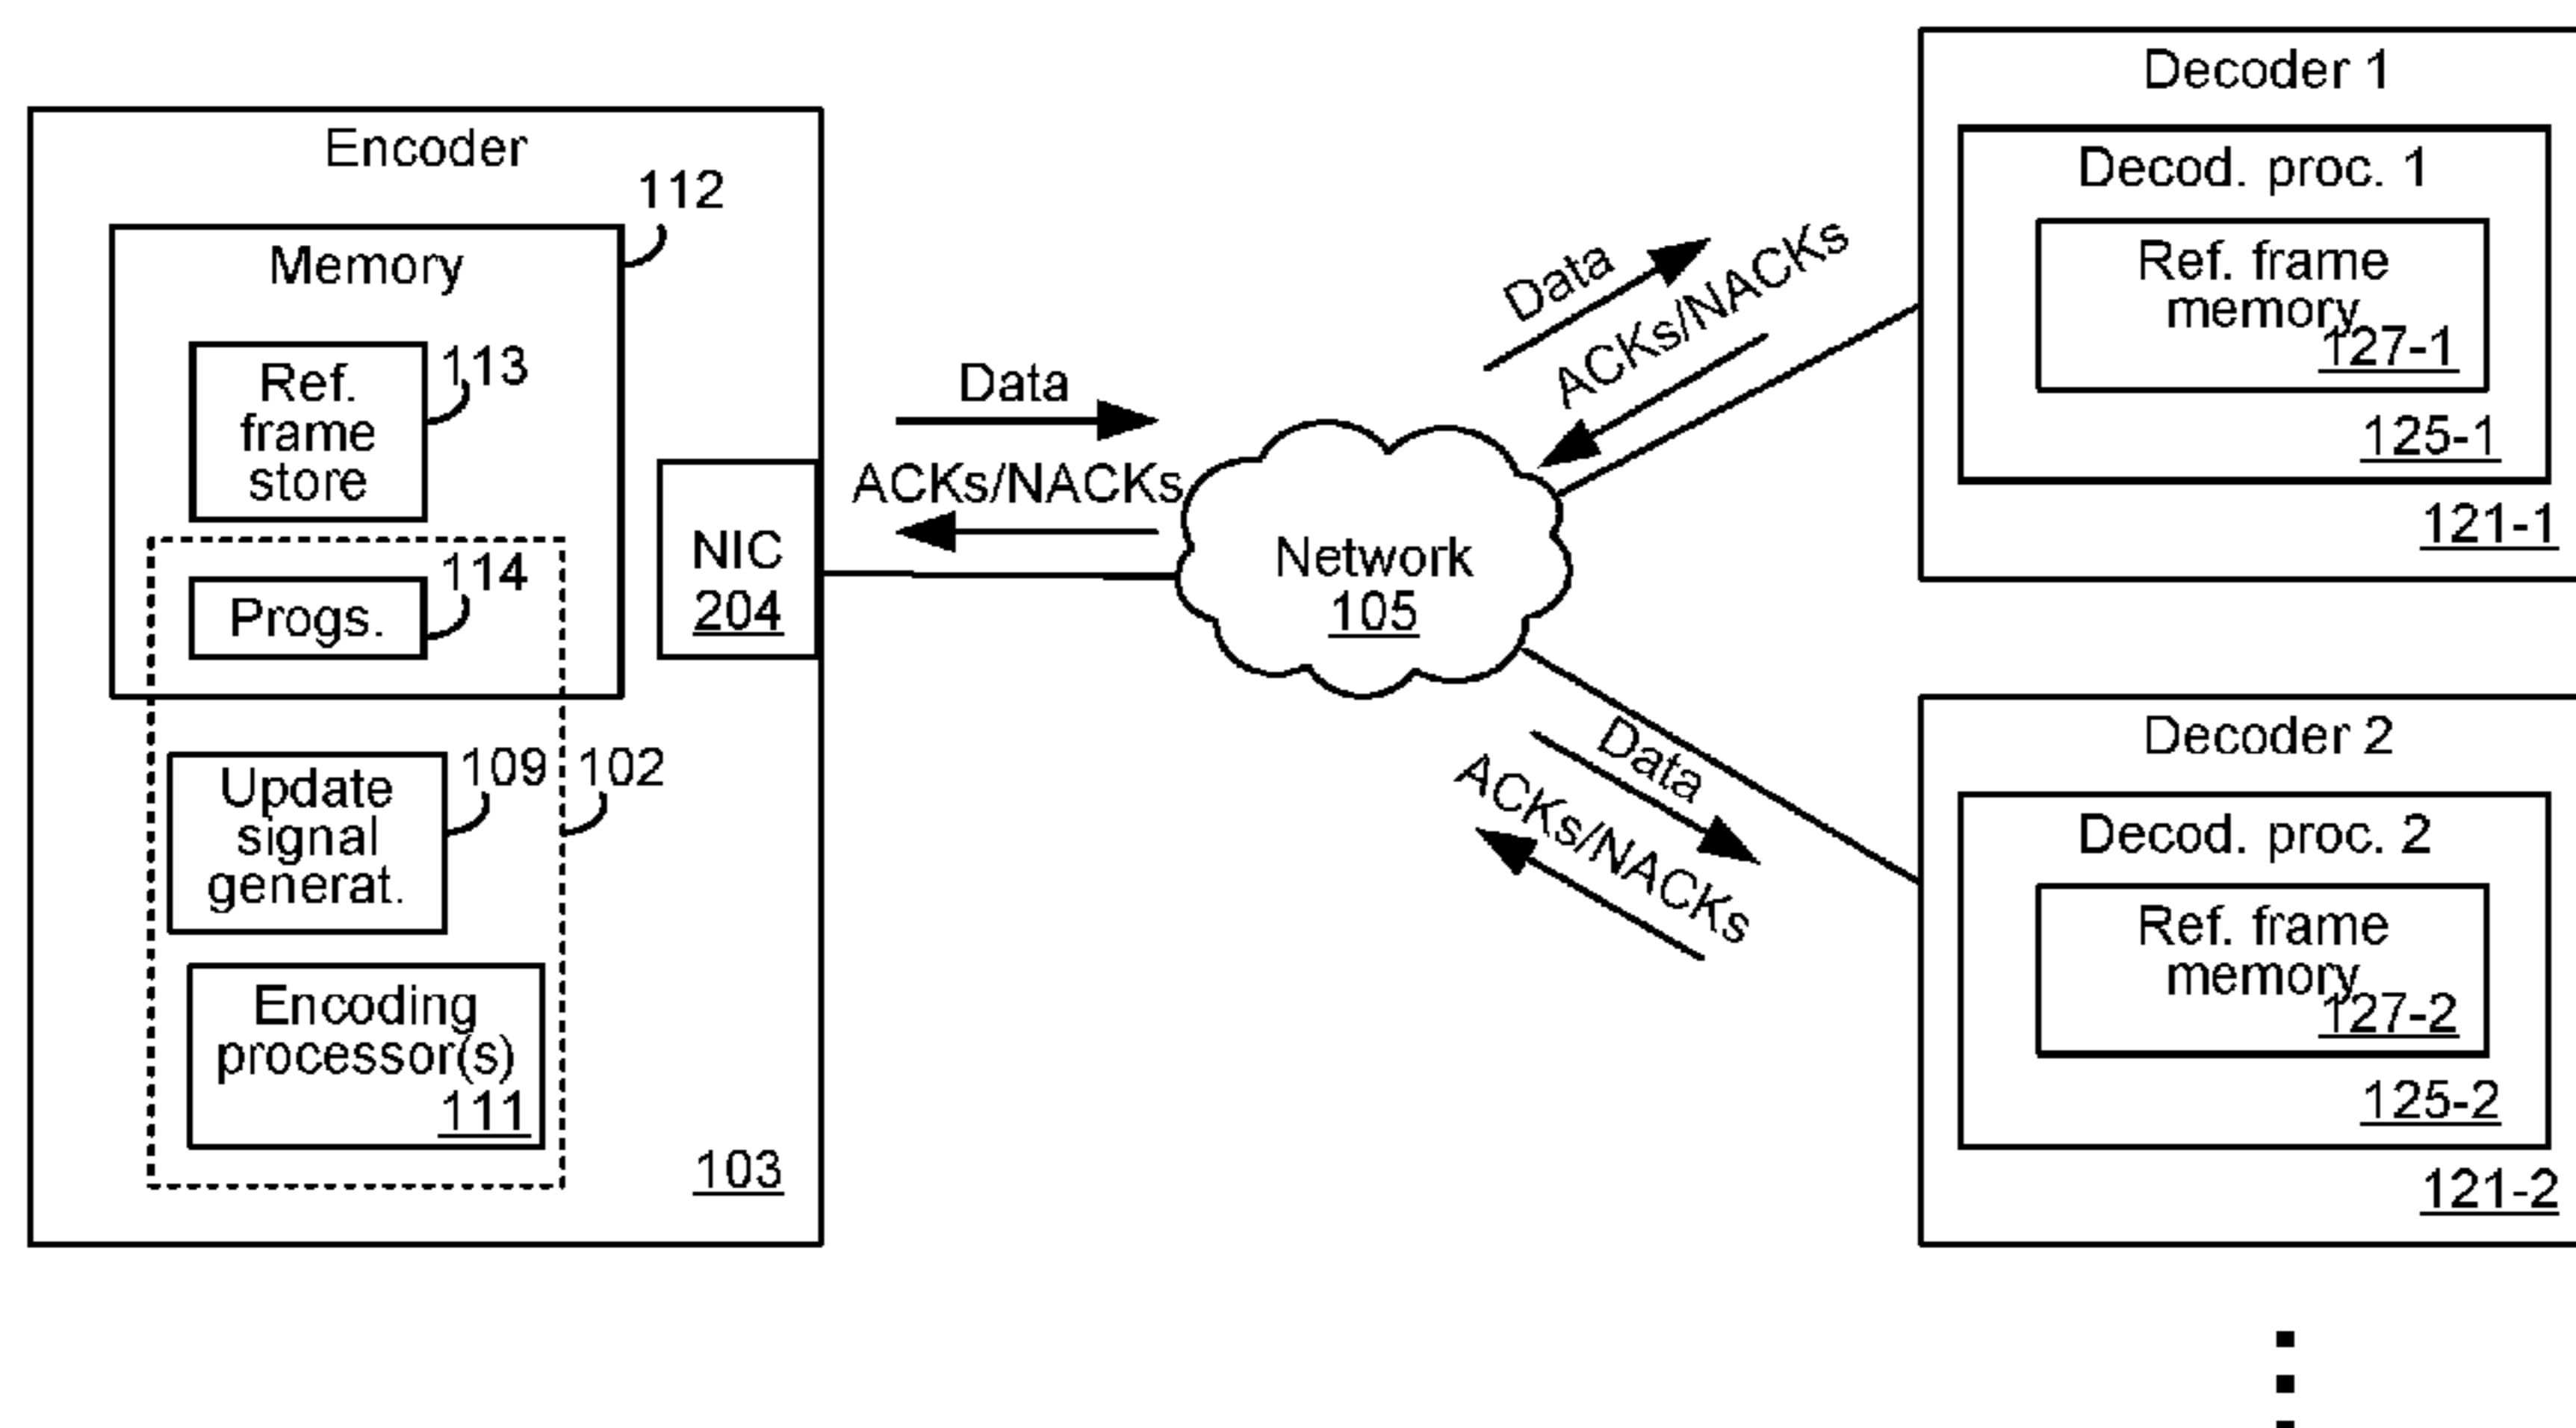 Encoder
112
Memory
Ref.
frame
store
113
114
Progs.
109
102
Update
signal
generat.
Encoding
processor(s)
111
103
NIC
204
Data
ACKs/NACKs
Network
105
Data
ACKs/NACKs
Data
ACKs/NACKs
Decoder 1
Decod. proc. 1
Ref. frame
memory
127-1
125-1
121-1
Decoder 2
Decod. proc. 2
Ref. frame
memory
127-2
125-2
121-2